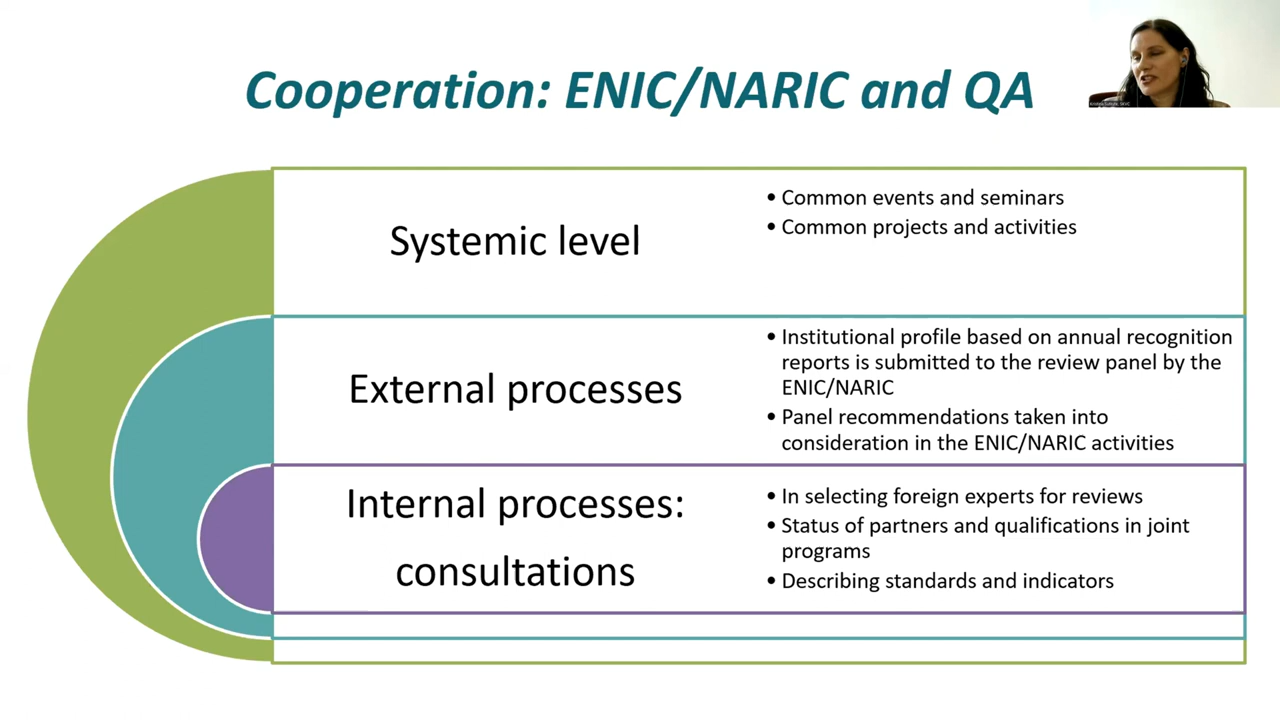 Cooperation: ENIC/NARIC and QA
Systemic level
• Common events and seminars
• Common projects and activities
External processes
• Institutional profile based on annual recognition
reports is submitted to the review panel by the
ENIC/NARIC
• Panel recommendations taken into
consideration in the ENIC/NARIC activities
Internal processes:
consultations
• In selecting foreign experts for reviews
• Status of partners and qualifications in joint
programs
• Describing standards and indicators